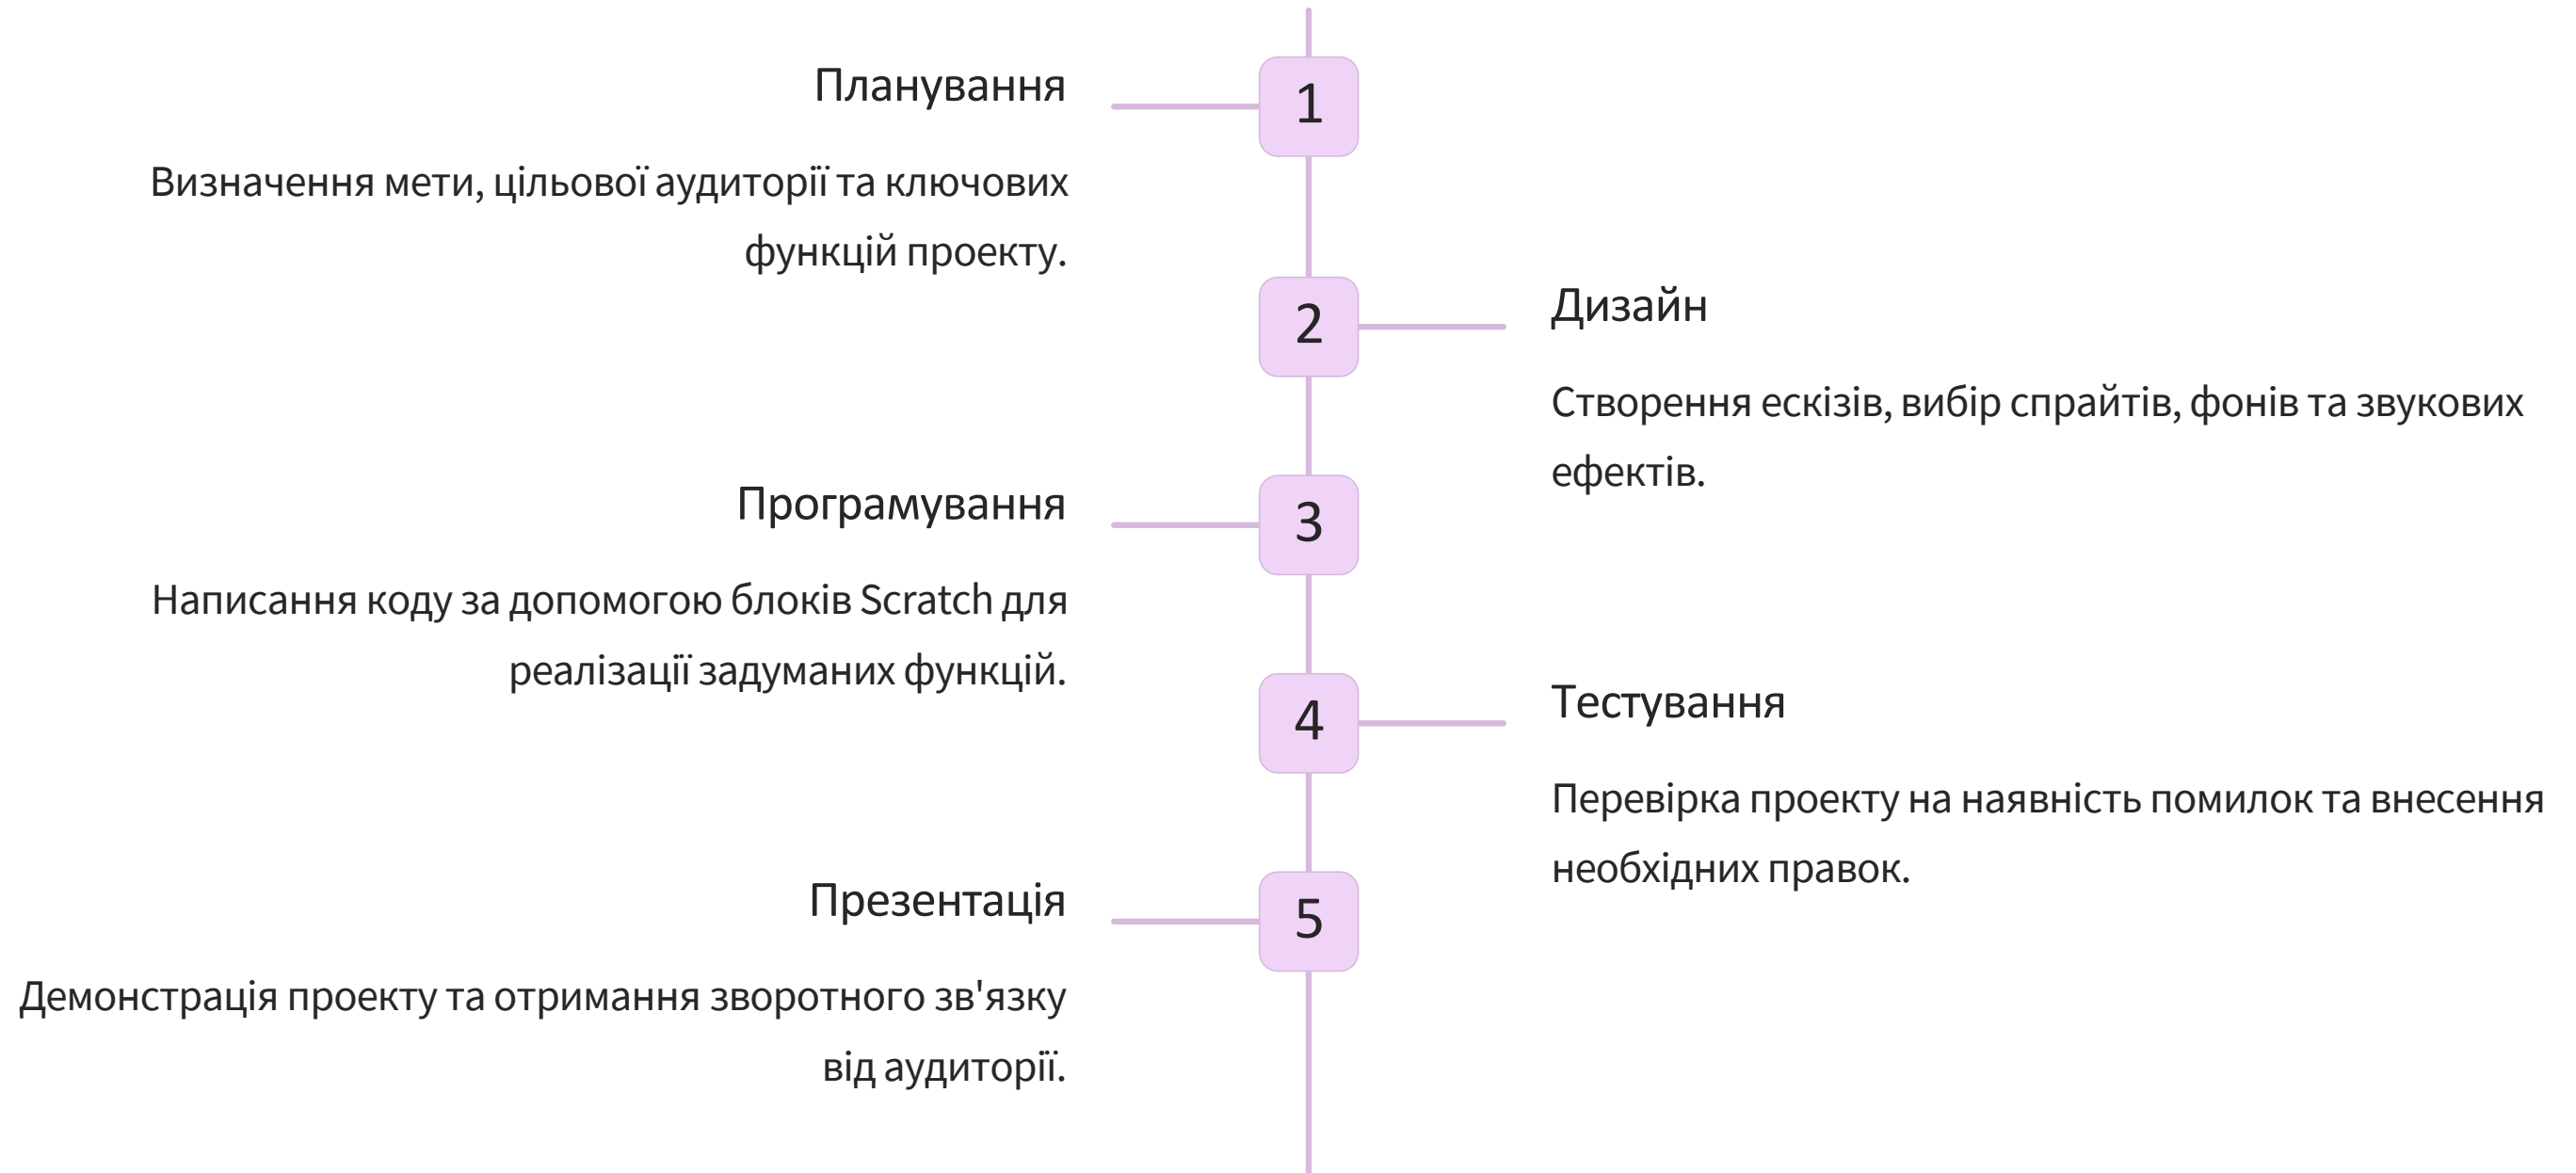 1
Планування
Визначення мети, цільової аудиторії та ключових
функцій проекту.
2
Дизайн
Створення ескізів, вибір спрайтів, фонів та звукових
ефектів.
3
Програмування
Написання коду за допомогою блоків Scratch для
реалізації задуманих функцій.
4
Тестування
Перевірка проекту на наявність помилок та внесення
необхідних правок.
5
Презентація
Демонстрація проекту та отримання зворотного зв'язку
від аудиторії.